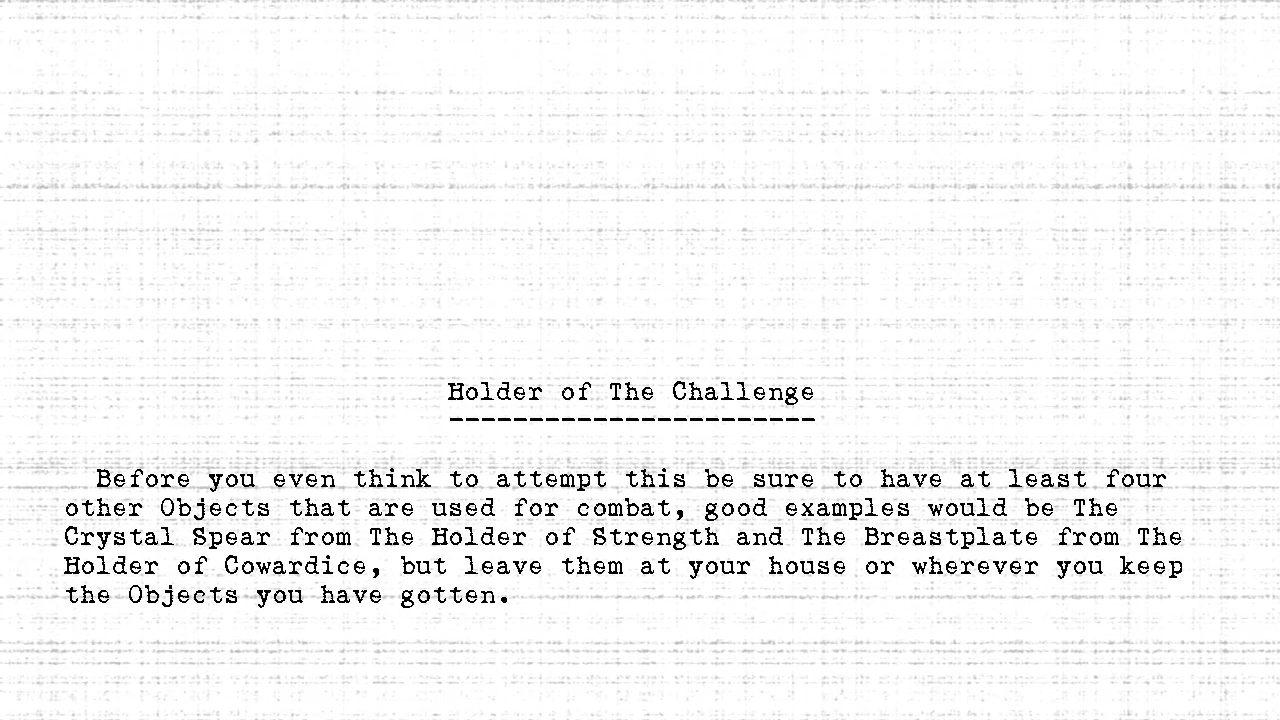 Holder of The Challenge
-----------------------
Before you even think to attempt this be sure to have at least four
other Objects that are used for combat, good examples would be The
Crystal Spear from The Holder of Strength and The Breastplate from The
Holder of Cowardice, but leave them at your house or wherever you keep
the Objects you have gotten.